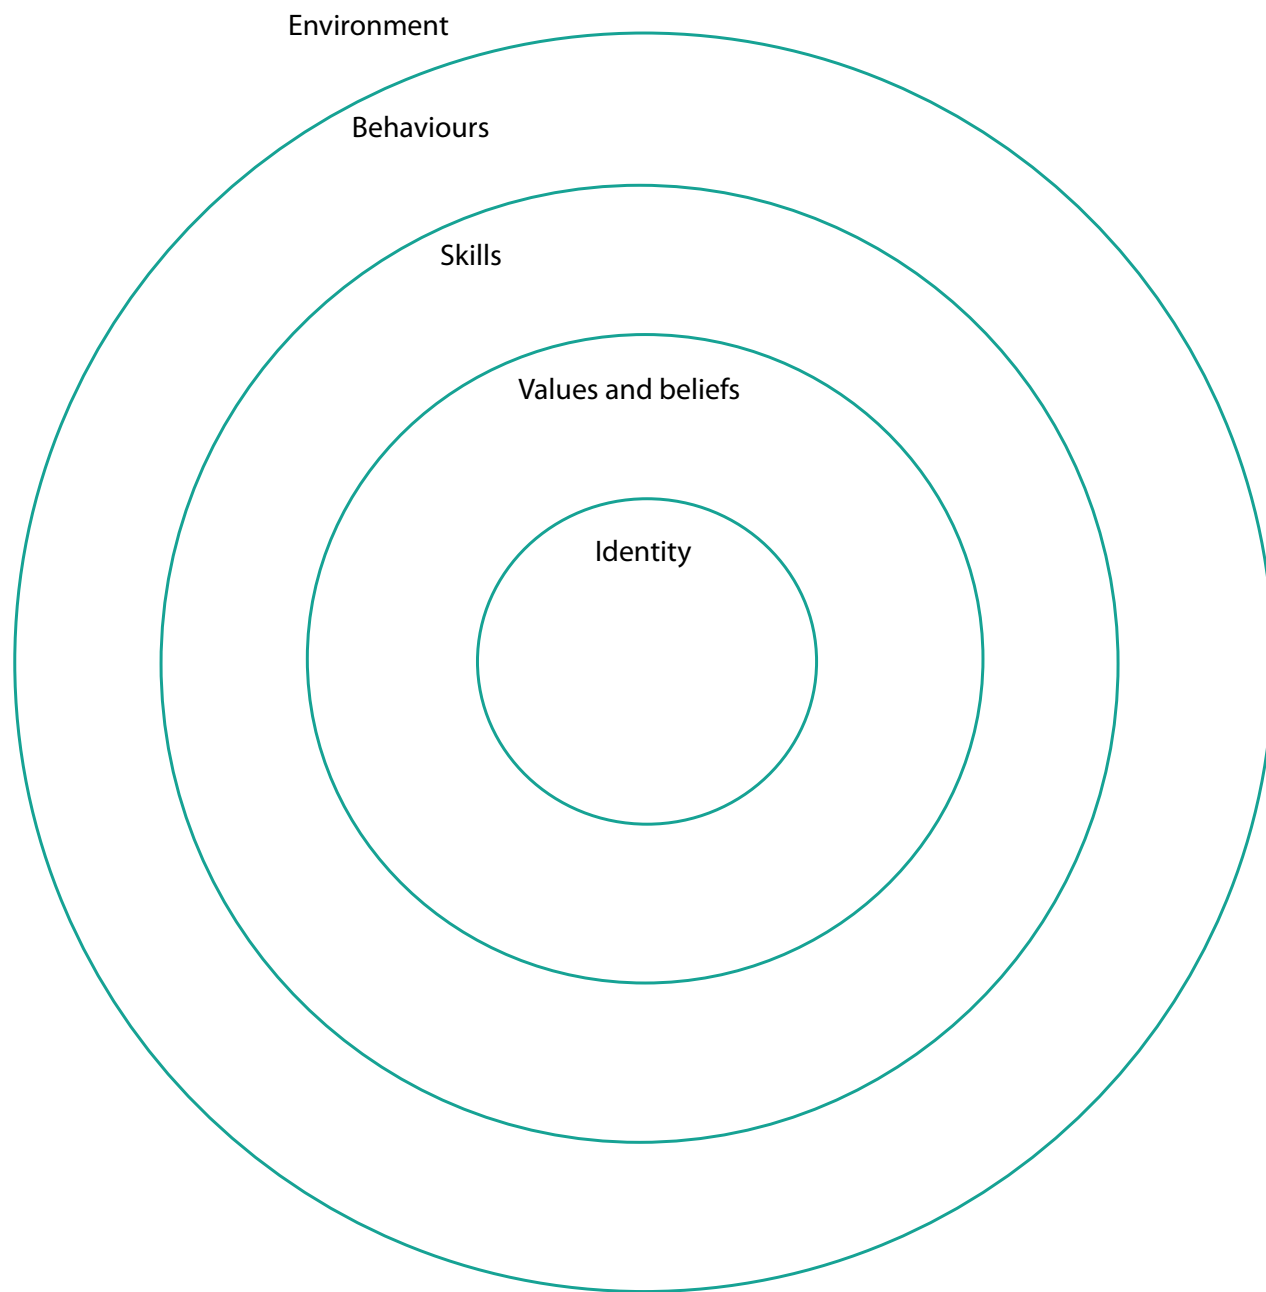 Environment
Behaviours
Skills
Values and beliefs
Identity